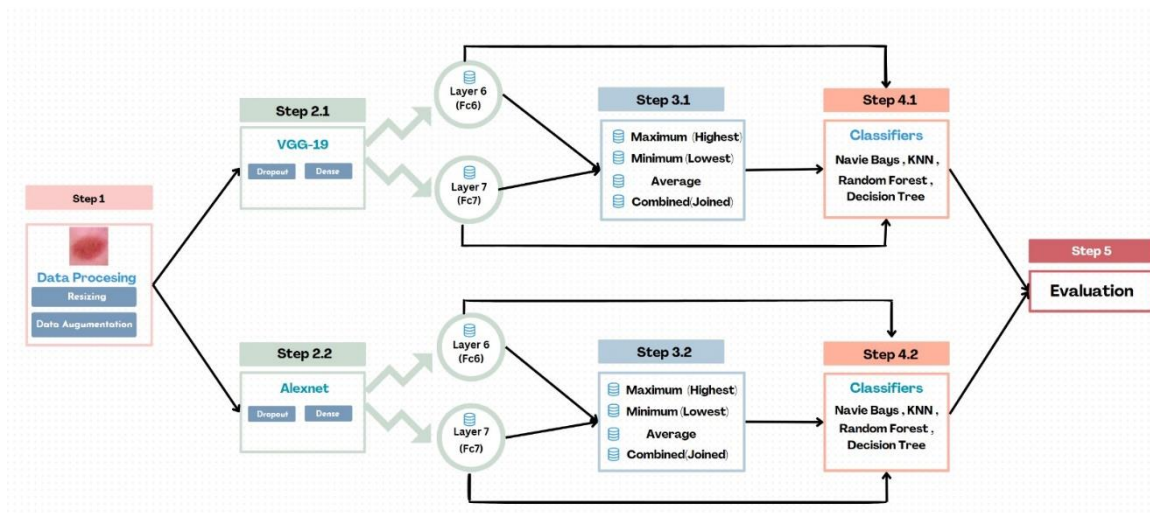 Step 1
Data Procesing
Resizing
Data Augumentation
Step 2.1
VGG-19
Dropout Dense
Layer 6
(Fc6)
Layer 7
(Fc7)
Step 3.1
Maximum (Highest)
Minimum (Lowest)
Average
Combined(Joined)
Step 4.1
Classifiers
Navie Bays , KNN ,
Random Forest ,
Decision Tree
Step 2.2
Alexnet
Dropout Dense
Layer 6
(Fc6)
Layer 7
(Fc7)
Step 3.2
Maximum (Highest)
Minimum (Lowest)
Average
Combined(Joined)
Step 4.2
Classifiers
Navie Bays , KNN ,
Random Forest ,
Decision Tree
Step 5
Evaluation